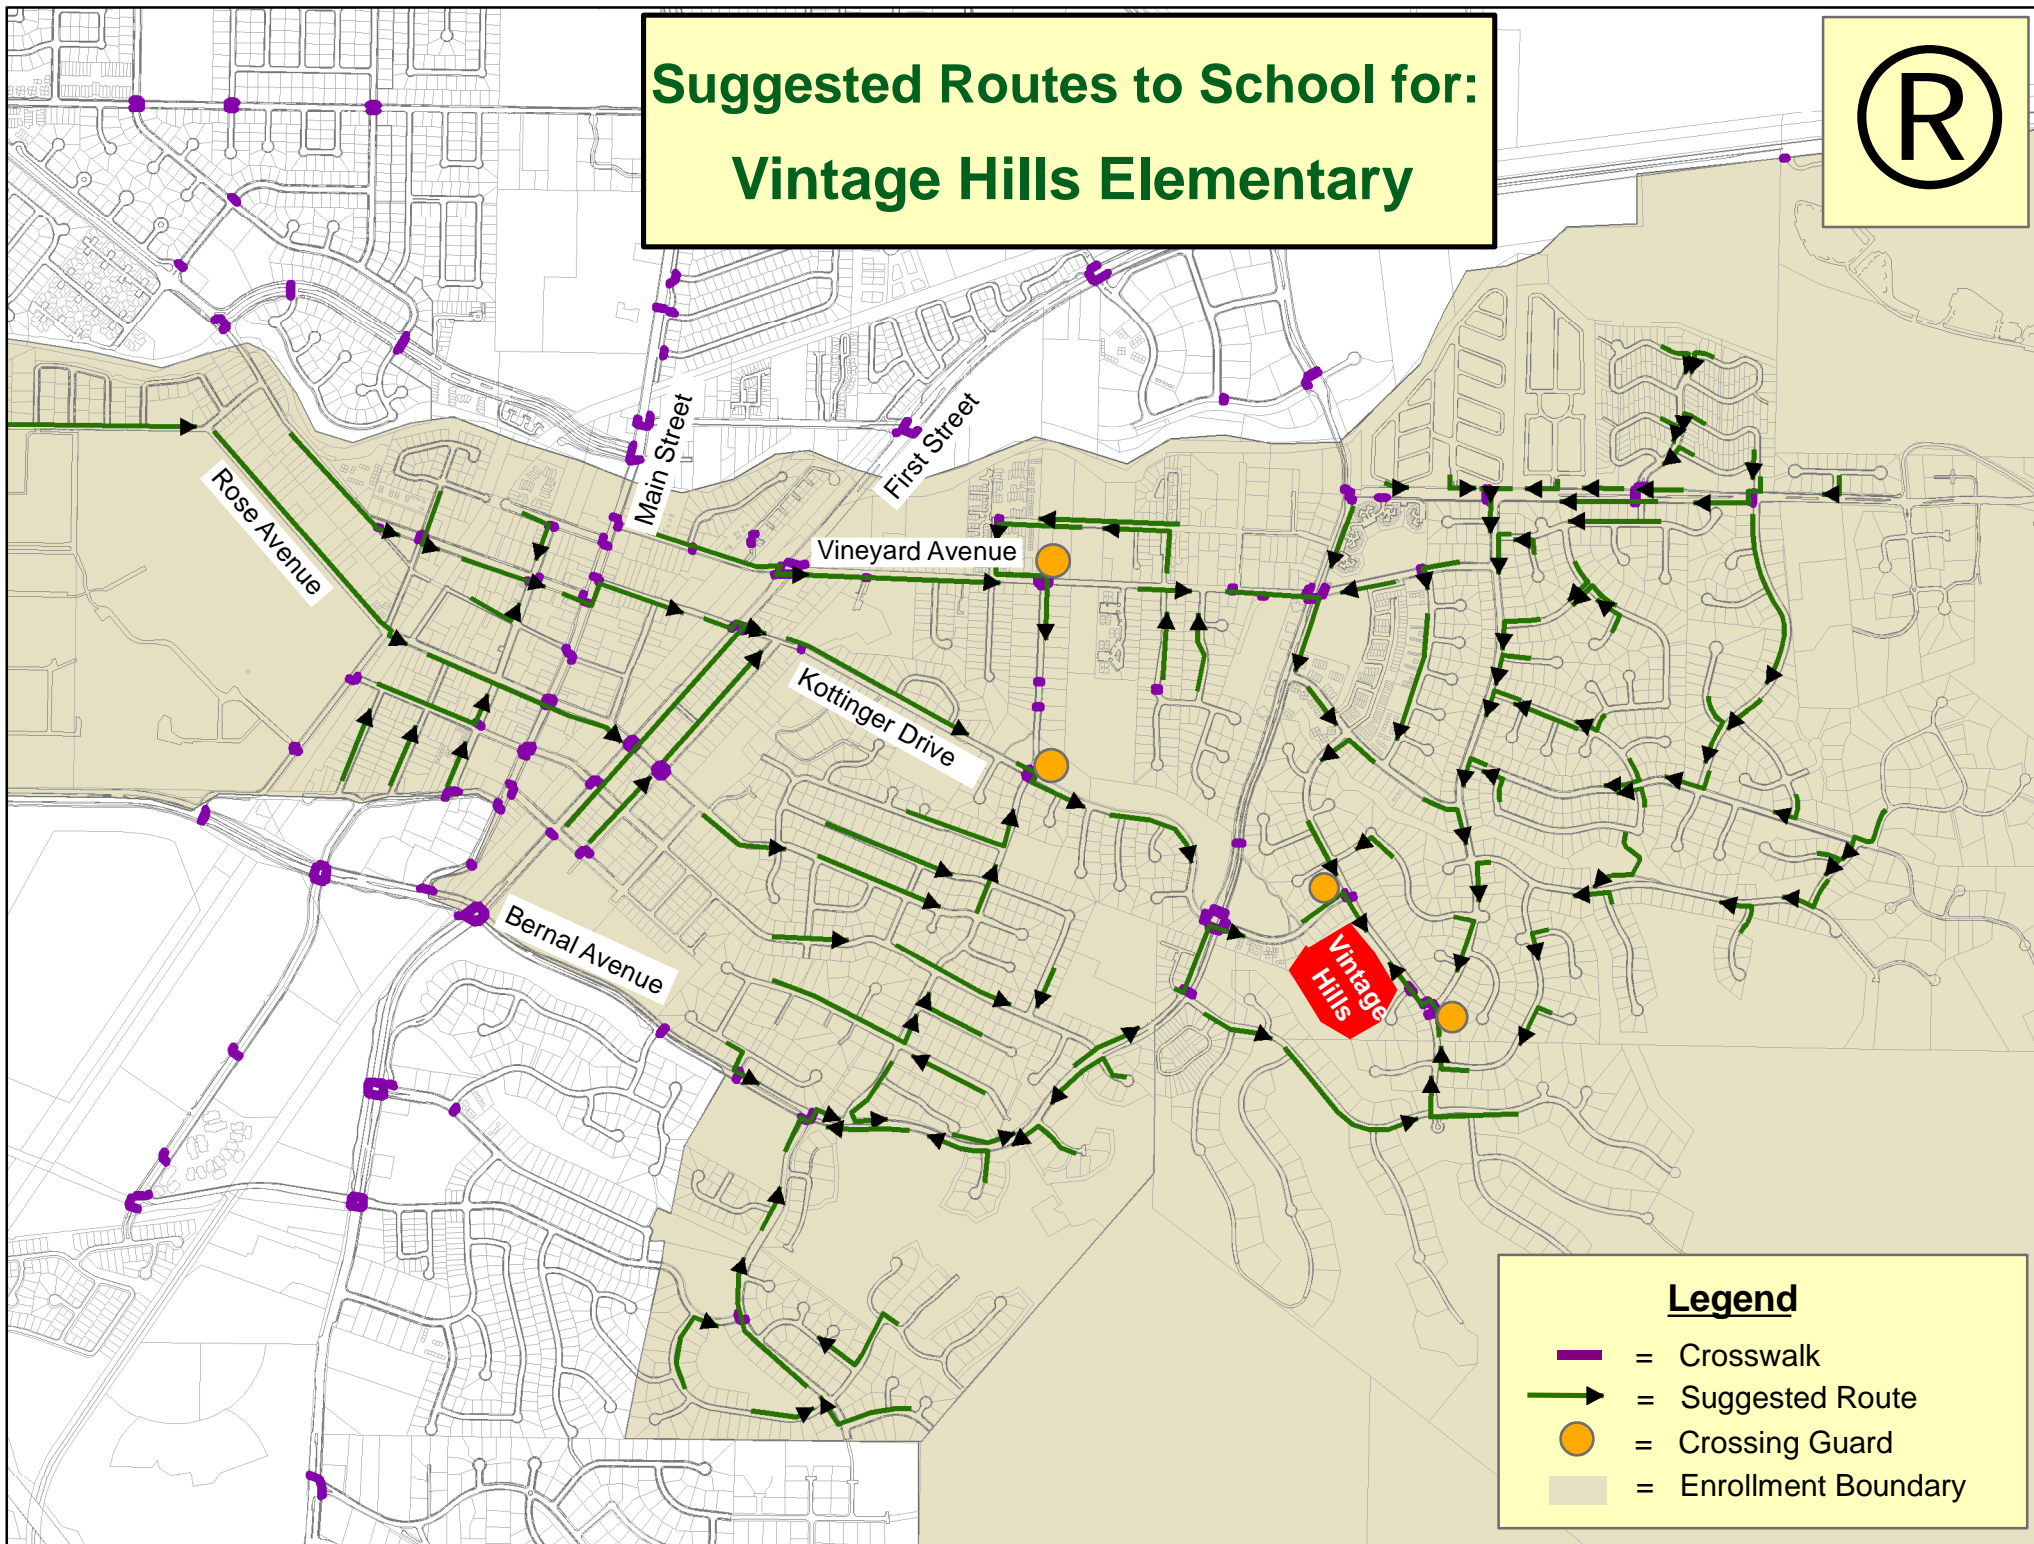 Suggested Routes to School for:
Vintage Hills Elementary
®
Main Street
First Street
Rose Avenue
Vineyard Avenue
Kottinger Drive
Bernal Avenue
Vintage
Hills
Legend
= Crosswalk
= Suggested Route
= Crossing Guard
= Enrollment Boundary